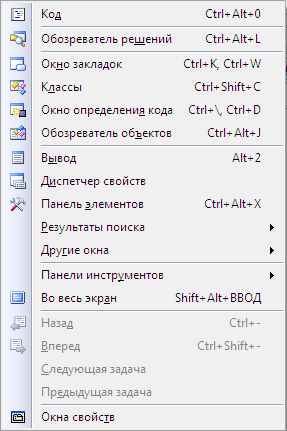 Код Ctrl+Alt+0
Обозреватель решений Ctrl+Alt+L
Окно закладок Ctrl+K, Ctrl+W
Классы Ctrl+Shift+C
Окно определения кода Ctrl+\, Ctrl+D
Обозреватель объектов Ctrl+Alt+J
Вывод Alt+2
Диспетчер свойств
Панель элементов Ctrl+Alt+X
Результаты поиска
Другие окна
Панели инструментов
Во весь экран Shift+Alt+ВВОД
Назад Ctrl+-
Вперед Ctrl+Shift+-
Следующая задача
Предыдущая задача
Окна свойств